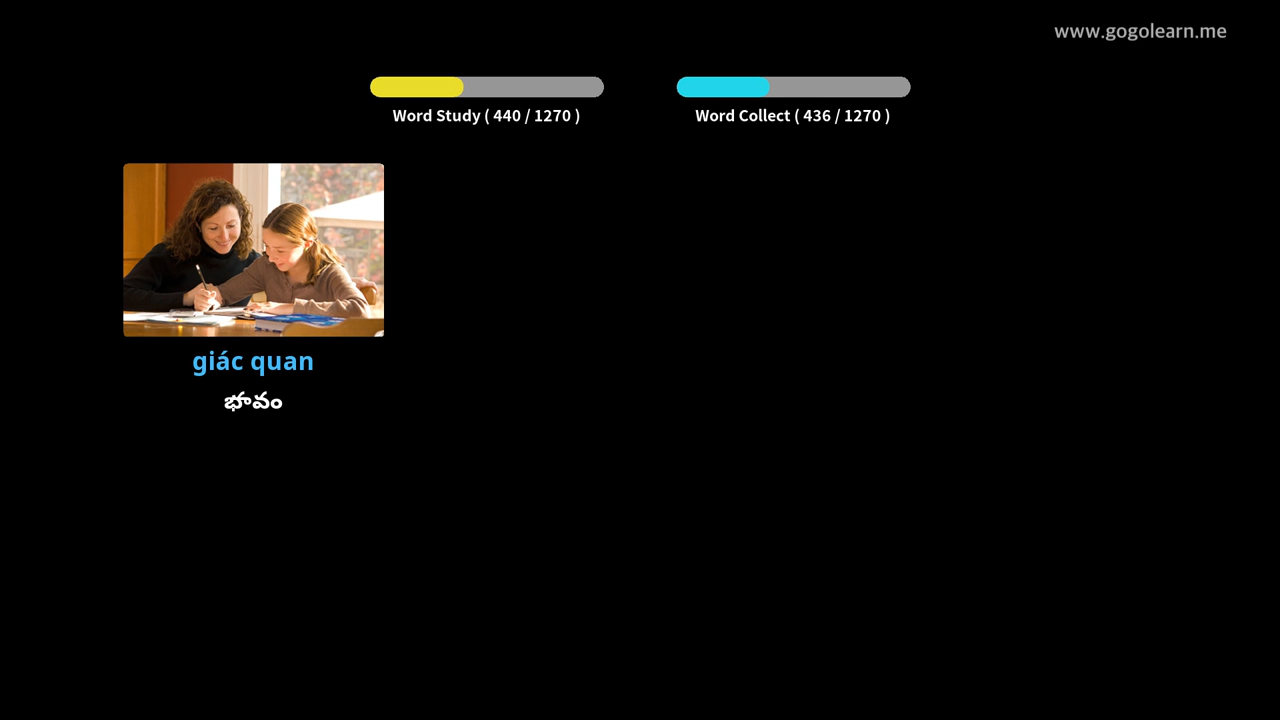 www.gogolearn.me
Word Study ( 440 / 1270 )
Word Collect ( 436 / 1270 )
giác quan
భావం